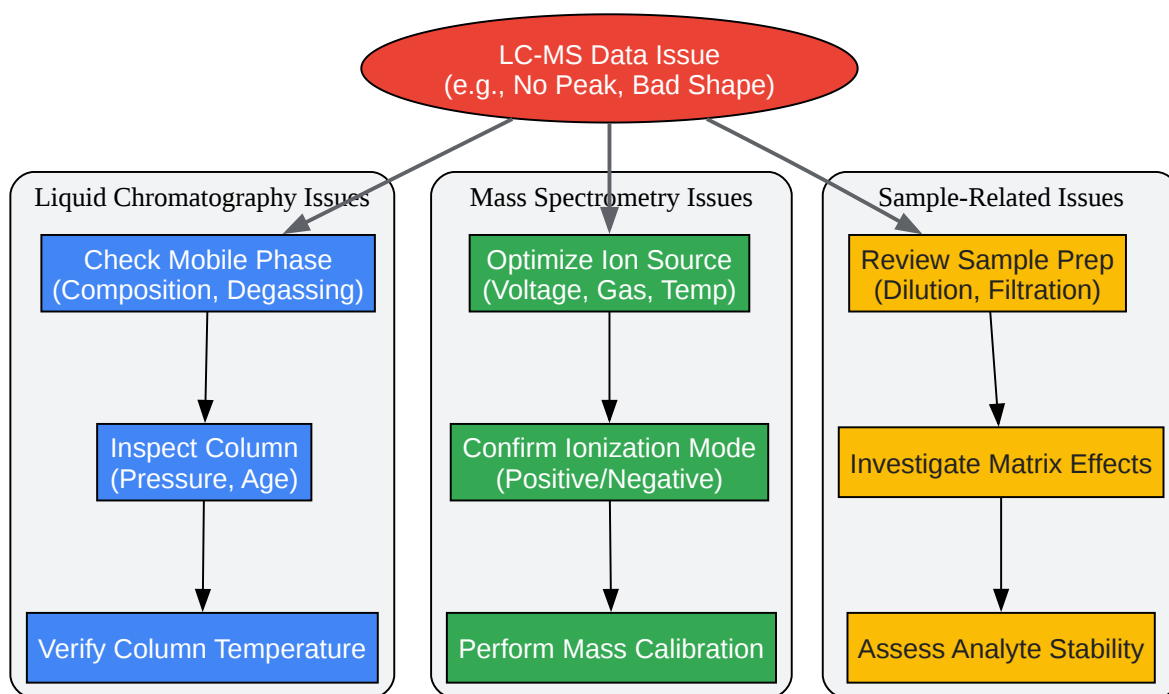 LC-MS Data Issue
(e.g., No Peak, Bad Shape)
Liquid Chromatography Issues
Check Mobile Phase
(Composition, Degassing)
Inspect Column
(Pressure, Age)
Verify Column Temperature
Mass Spectrometry Issues
Optimize Ion Source
(Voltage, Gas, Temp)
Confirm Ionization Mode
(Positive/Negative)
Perform Mass Calibration
Sample-Related Issues
Review Sample Prep
(Dilution, Filtration)
Investigate Matrix Effects
Assess Analyte Stability